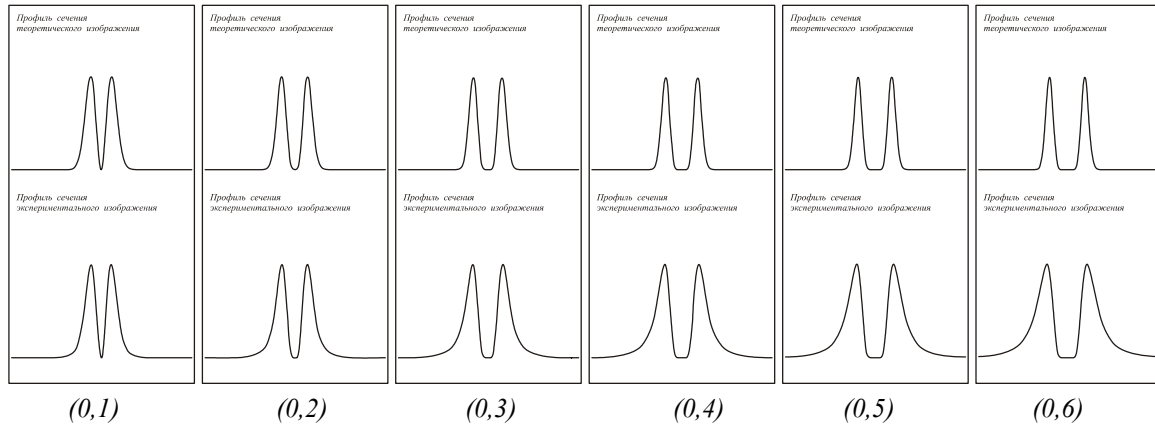 Профиль сечения
теоретического изображения
Профиль сечения
экспериментального изображения
(0,1)
Профиль сечения
теоретического изображения
Профиль сечения
экспериментального изображения
(0,2)
Профиль сечения
теоретического изображения
Профиль сечения
экспериментального изображения
(0,3)
Профиль сечения
теоретического изображения
Профиль сечения
экспериментального изображения
(0,4)
Профиль сечения
теоретического изображения
Профиль сечения
экспериментального изображения
(0,5)
Профиль сечения
теоретического изображения
Профиль сечения
экспериментального изображения
(0,6)